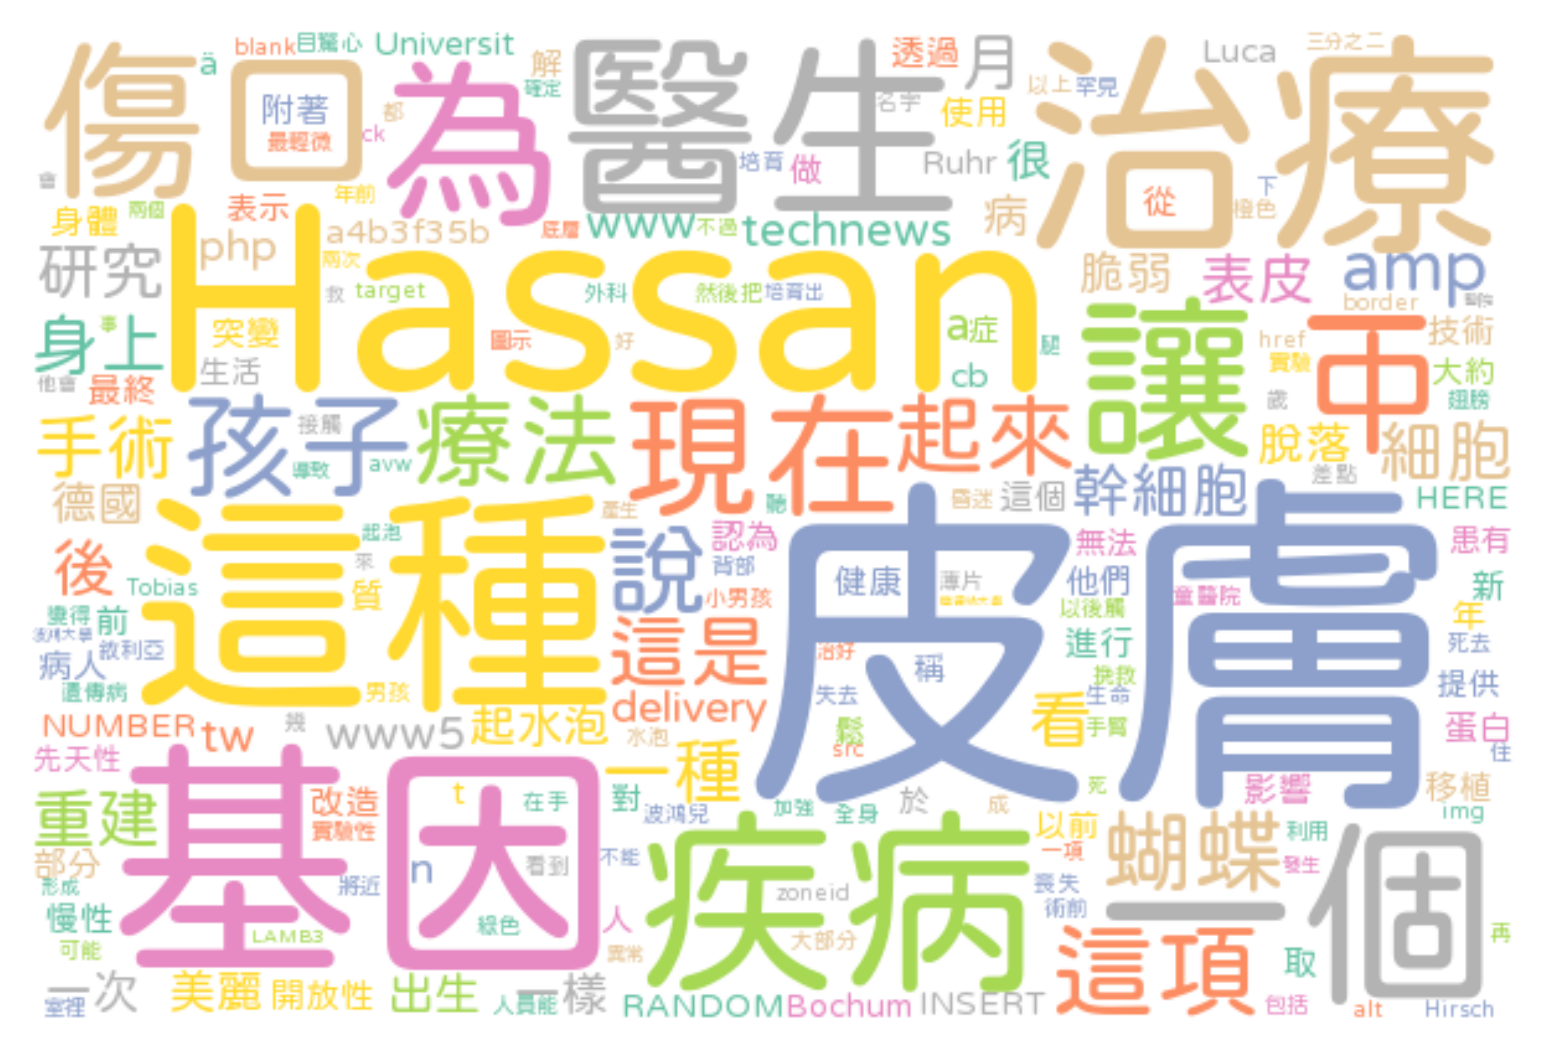 傷口
為
醫生
治療
blank
目驚心
Universit
ä
解
確定
透過
月
Luca
三分之二
附著
最輕微
都
ck
名字
使用
以上
罕見
培育
做
Ruhr
很
從
下
橙色
會
年前
身體
兩個
表示
php
a4b3f35b
底層
www
不過
technews
病
研究
Hassan
兩次
救
target
外科
然後把
培育出
脆弱
表皮
amp
border
身上
事
突變
圖示
好
a症
腿
讓
href
實驗
技術
他會
最終
生活
cb
歲
大約
翅膀
手術
孩子
接觸
導致
avw
療法
現在
起來
聽
脫落
差點
細胞
德國
這種
產生
昏迷
這個
幹細胞
HERE
後
起泡
來
說
認為
背部
皮膚
無法
患有
Tobias
質
小男孩
健康
薄片
他們
童醫院
新
變得
前
以後觸
年
病人
敘利亞
這是
治好
稱
進行
死去
遺傳病
男孩
失去
挽救
生命
提供
NUMBER
tw
幾
www5
起水泡
delivery
水泡
鬆
src
看
手臂
蛋白
住
先天性
基因
一種
死
影響
移植
重建
改造
實驗性
t
在手
對
波鴻兒
加強
全身
於
成
以前
一項
蝴蝶
利用
img
部分
形成
將近
n
看到
不能
疾病
zoneid
喪失
術前
發生
一個
慢性
可能
LAMB3
綠色
人
異常
大部分
這項
取
再
一次
室裡
美麗
開放性
出生
人員能
一樣
RANDOM
Bochum
INSERT
包括
alt
Hirsch